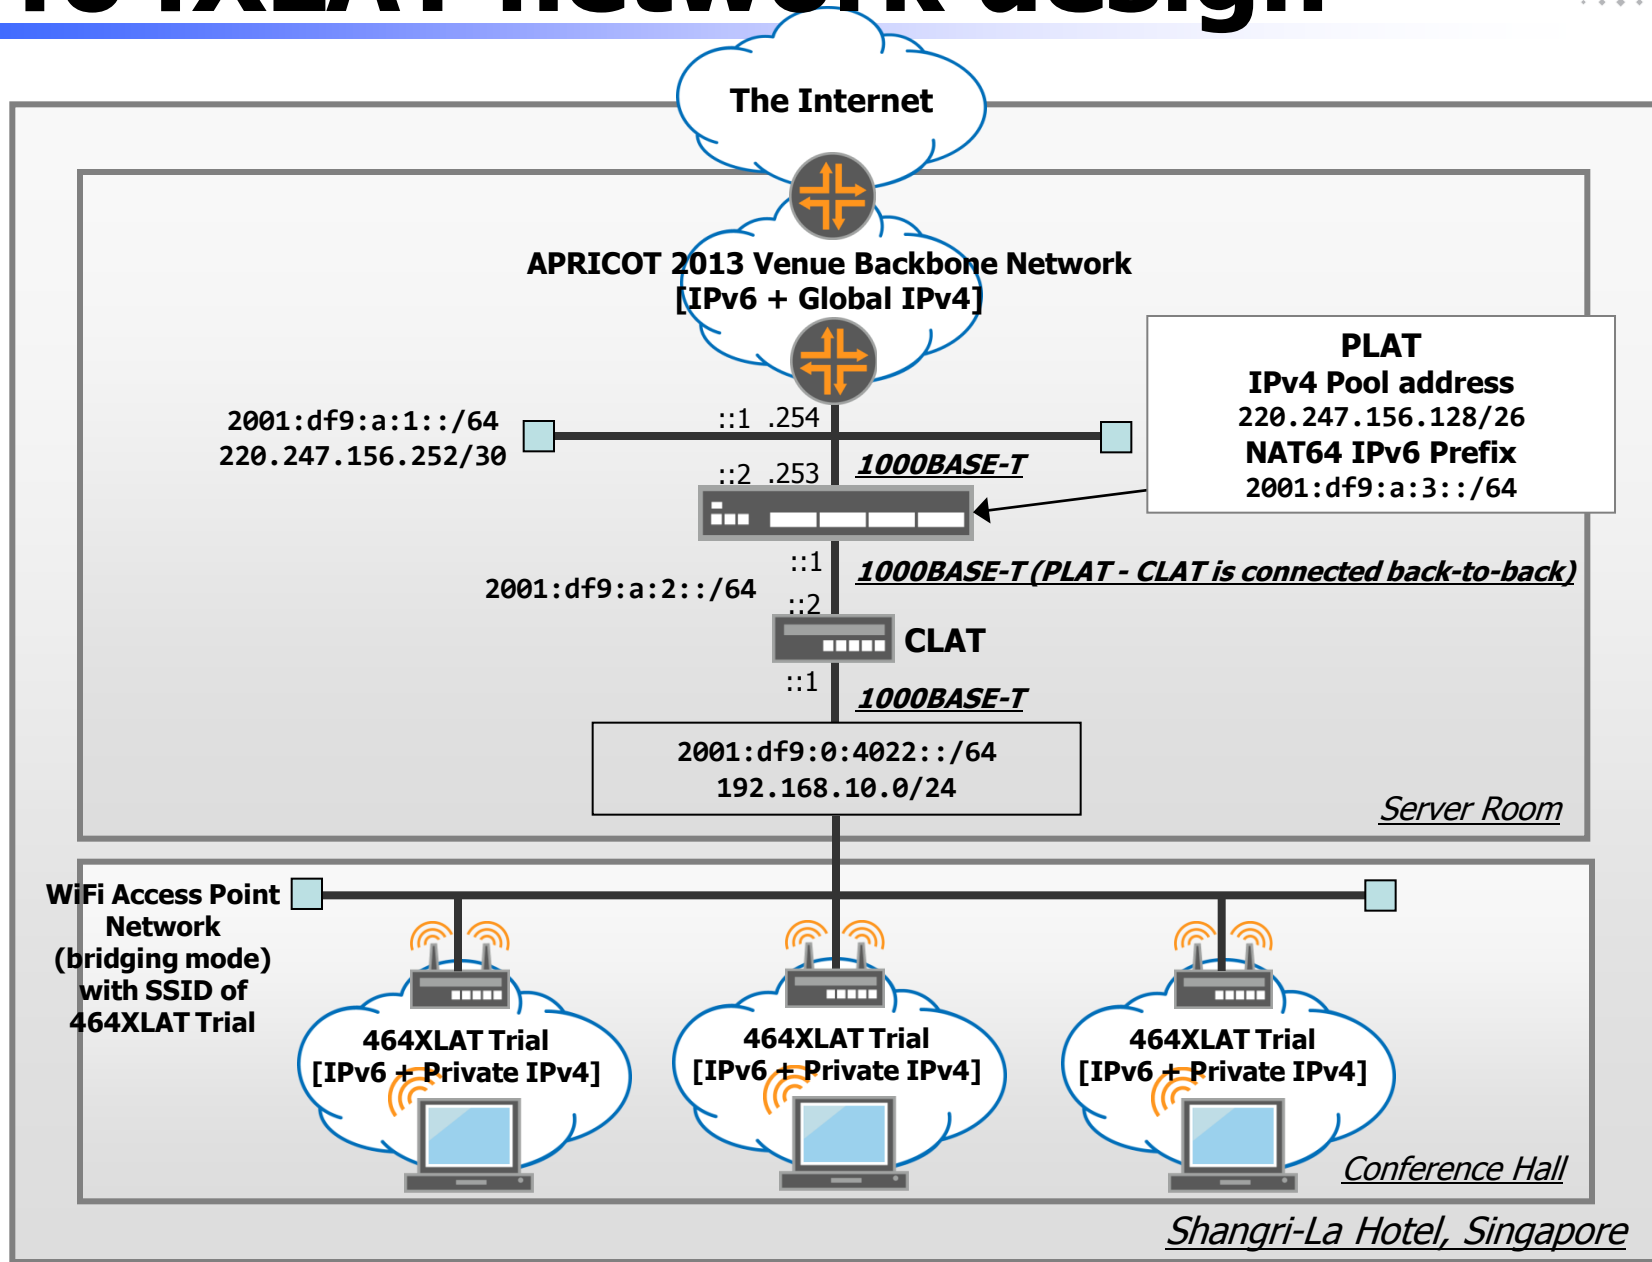 464XLAT network design
The Internet
APRICOT 2013 Venue Backbone Network
[IPv6 + Global IPv4]
PLAT
IPv4 Pool address
220.247.156.128/26
NAT64 IPv6 Prefix
2001:df9:a:3::/64
2001:df9:a:1::/64
220.247.156.252/30
::1 .254
::2 .253
1000BASE-T
::1
1000BASE-T (PLAT - CLAT is connected back-to-back)
2001:df9:a:2::/64
::2
CLAT
::1
1000BASE-T
2001:df9:0:4022::/64
192.168.10.0/24
Server Room
WiFi Access Point
Network
(bridging mode)
with SSID of
464XLAT Trial
464XLAT Trial
[IPv6 + Private IPv4]
464XLAT Trial
[IPv6 + Private IPv4]
464XLAT Trial
[IPv6 + Private IPv4]
Conference Hall
Shangri-La Hotel, Singapore